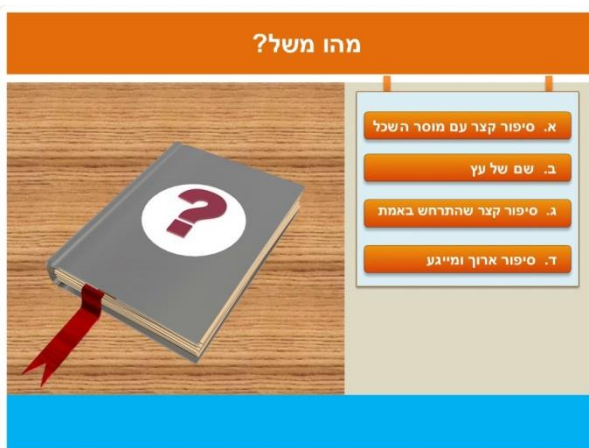 מהו משל?
א. סיפור קצר עם מוסר השכל
ב. שם של עץ
ג. סיפור קצר שהתרחש באמת
ד. סיפור ארוך ומייגע
?